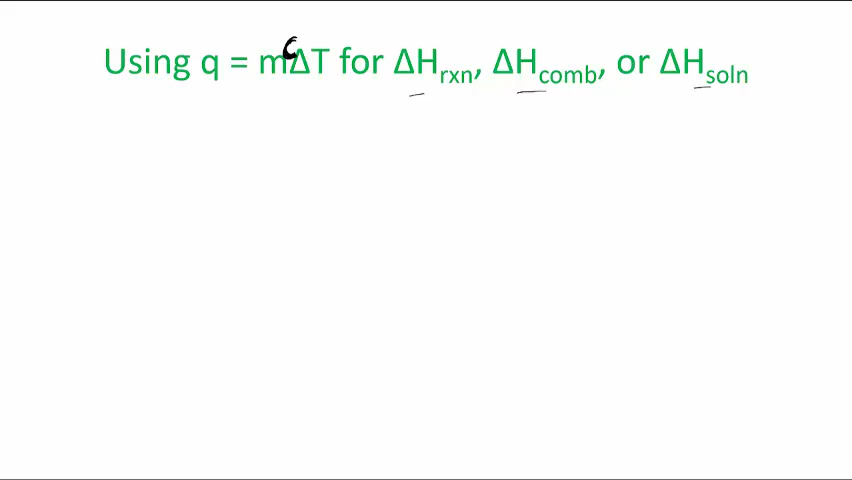 Using q = mcΔT for ΔHrxn, ΔHcomb, or ΔHsoln